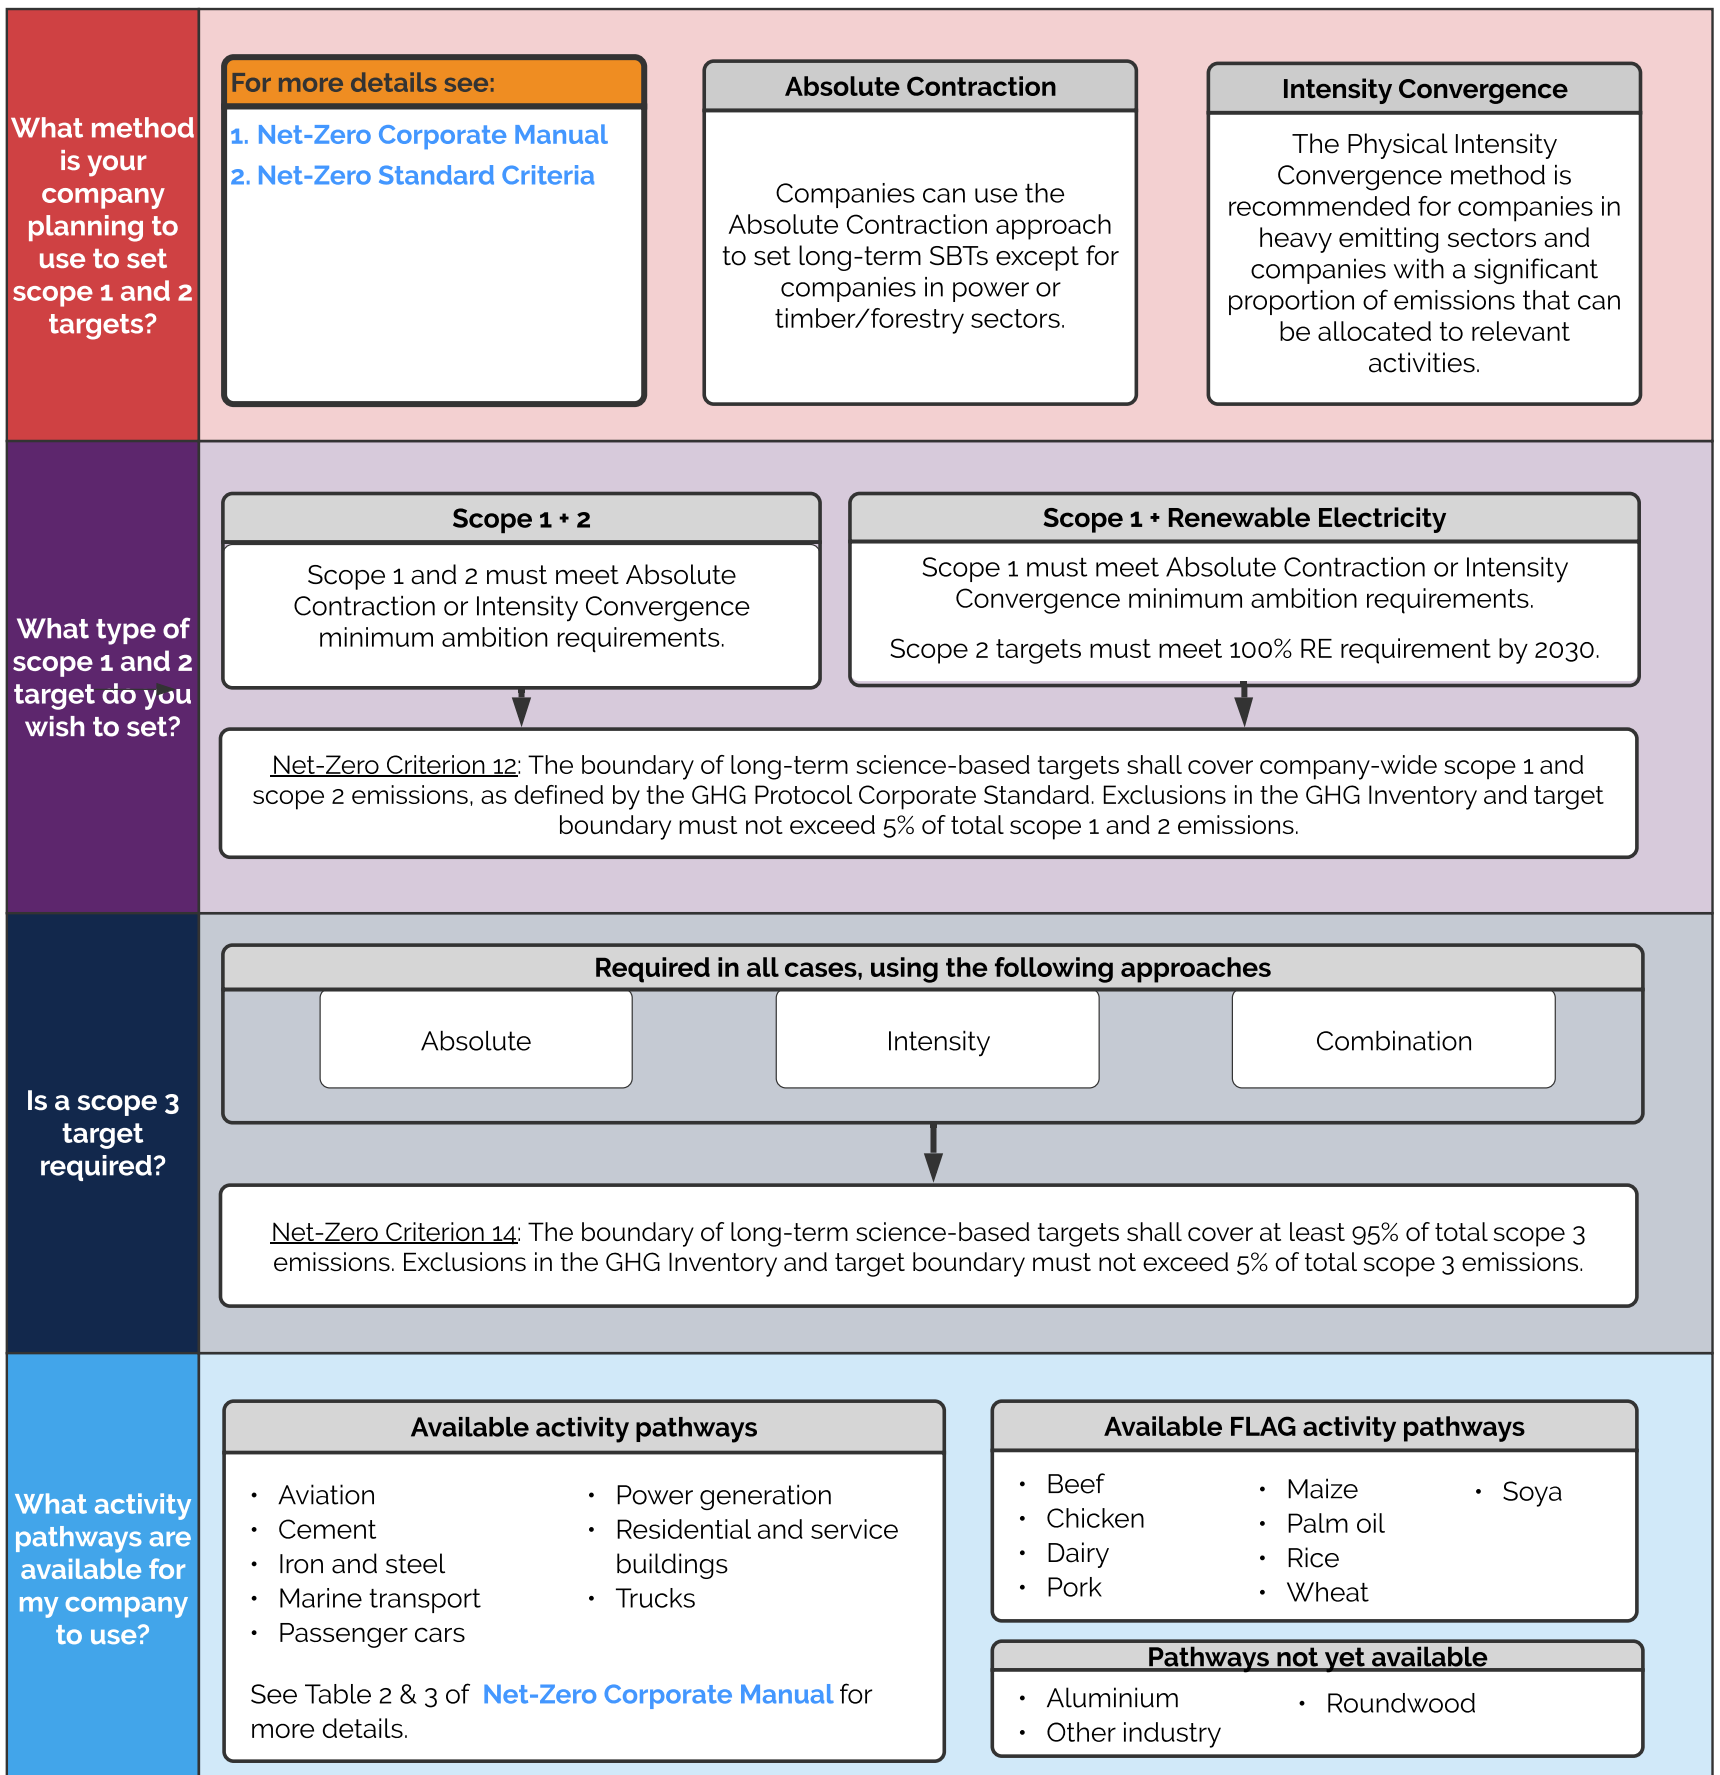 What method
is your
company
planning to
use to set
scope 1 and 2
targets?
For more details see:
1. Net-Zero Corporate Manual
2. Net-Zero Standard Criteria
Absolute Contraction
Companies can use the
Absolute Contraction approach
to set long-term SBTs except for
companies in power or
timber/forestry sectors.
Intensity Convergence
The Physical Intensity
Convergence method is
recommended for companies in
heavy emitting sectors and
companies with a significant
proportion of emissions that can
be allocated to relevant
activities.
What type of
scope 1 and 2
target do you
wish to set?
Scope 1 + 2
Scope 1 and 2 must meet Absolute
Contraction or Intensity Convergence
minimum ambition requirements.
Scope 1 + Renewable Electricity
Scope 1 must meet Absolute Contraction or Intensity
Convergence minimum ambition requirements.
Scope 2 targets must meet 100% RE requirement by 2030.
Net-Zero Criterion 12: The boundary of long-term science-based targets shall cover company-wide scope 1 and
scope 2 emissions, as defined by the GHG Protocol Corporate Standard. Exclusions in the GHG Inventory and target
boundary must not exceed 5% of total scope 1 and 2 emissions.
Is a scope 3
target
required?
Required in all cases, using the following approaches
Absolute
Intensity
Combination
Net-Zero Criterion 14: The boundary of long-term science-based targets shall cover at least 95% of total scope 3
emissions. Exclusions in the GHG Inventory and target boundary must not exceed 5% of total scope 3 emissions.
What activity
pathways are
available for
my company
to use?
Available activity pathways
• Aviation
• Cement
• Iron and steel
• Marine transport
• Passenger cars
• Power generation
• Residential and service
buildings
• Trucks
See Table 2 & 3 of Net-Zero Corporate Manual for
more details.
Available FLAG activity pathways
• Beef
• Chicken
• Dairy
• Pork
• Maize
• Palm oil
• Rice
• Wheat
• Soya
Pathways not yet available
• Aluminium
• Other industry
• Roundwood